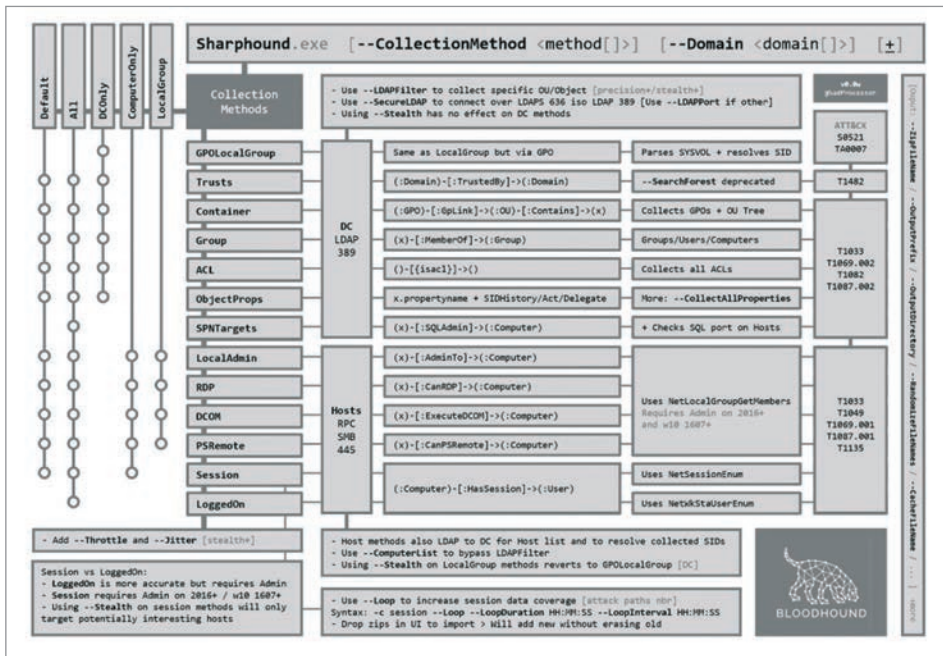 Default
All
DCOnly
ComputerOnly
LocalGroup
Sharphound.exe [--CollectionMethod <method[]>] [--Domain <domain[]>] [+]
Collection
Methods
- Use --LDAPFilter to collect specific OU/Object [precision+/stealth+]
- Use --SecureLDAP to connect over LDAPS 636 iso LDAP 389 [Use --LDAPPort if other]
- Using --Stealth has no effect on DC methods
ATT&CK
S0521
TA0007
GPOLocalGroup
Same as LocalGroup but via GPO
Parses SYSVOL + resolves SID
Trusts
(:Domain)-[:TrustedBy]->(:Domain)
--SearchForest deprecated
T1482
Container
(:GPO)-[:GpLink]->(:OU)-[:Contains]->(x)
Collects GPOs + OU Tree
DC
LDAP
389
Group
(x)-[:MemberOf]->(:Group)
Groups/Users/Computers
T1033
T1069.002
T1082
T1087.002
ACL
()-[{isacl}]->()
Collects all ACLs
ObjectProps
x.propertyname + SIDHistory/Act/Delegate
More: --CollectAllProperties
SPNTargets
(x)-[:SQLAdmin]->(:Computer)
+ Checks SQL port on Hosts
LocalAdmin
(x)-[:AdminTo]->(:Computer)
RDP
(x)-[:CanRDP]->(:Computer)
Hosts
RPC
SMB
445
Uses NetLocalGroupGetMembers
Requires Admin on 2016+
and w10 1607+
T1033
T1049
T1069.001
T1087.001
T1135
DCOM
(x)-[:ExecuteDCOM]->(:Computer)
PSRemote
(x)-[:CanPSRemote]->(:Computer)
Session
(:Computer)-[:HasSession]->(:User)
Uses NetSessionEnum
LoggedOn
Uses NetWkStaUserEnum
- Add --Throttle and --Jitter [stealth+]
- Host methods also LDAP to DC for Host list and to resolve collected SIDs
- Use --ComputerList to bypass LDAPFilter
- Using --Stealth on LocalGroup methods reverts to GPOLocalGroup [DC]
Session vs LoggedOn:
- LoggedOn is more accurate but requires Admin
- Session requires Admin on 2016+ / w10 1607+
- Using --Stealth on session methods will only
target potentially interesting hosts
- Use --Loop to increase session data coverage [attack paths nbr]
Syntax: -c session --Loop --LoopDuration HH:MM:SS --LoopInterval HH:MM:SS
- Drop zips in UI to import > Will add new without erasing old
BLOODHOUND
--ZipFileName / --OutputPrefix / --OutputDirectory / --RandomizeFileNames / --CacheFileName / ... ]